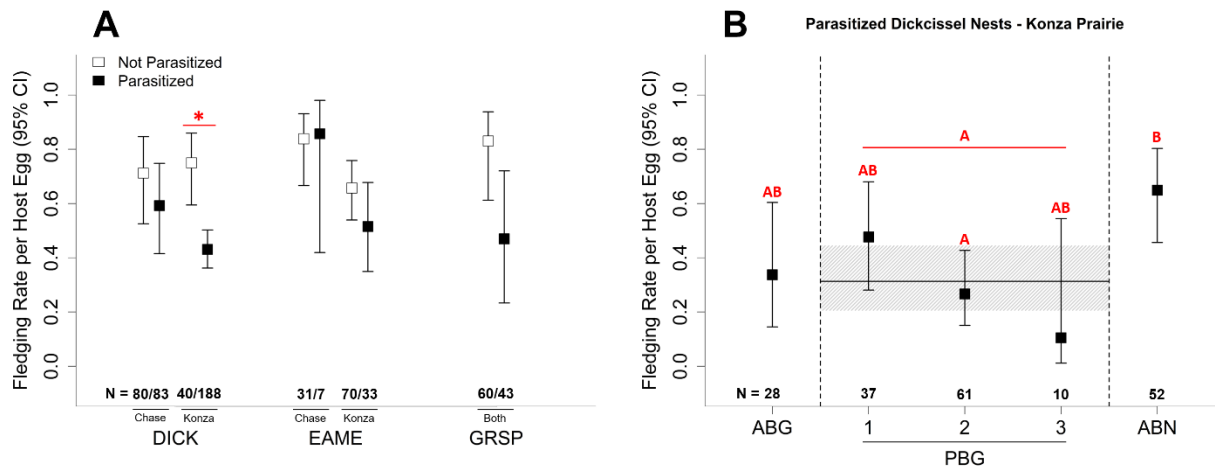 A
Not Parasitized
Parasitized
Fledging Rate per Host Egg (95% CI)
1.0
0.8
0.6
0.4
0.2
0.0
*
N = 80/83 40/188 31/7 70/33 60/43
Chase Konza Chase Konza Both
DICK EAME GRSP
B
Parasitized Dickcissel Nests - Konza Prairie
Fledging Rate per Host Egg (95% CI)
1.0
0.8
0.6
0.4
0.2
0.0
A
B
AB
AB
AB
A
N = 28 37 61 10 52
ABG 1 2 3 ABN
PBG